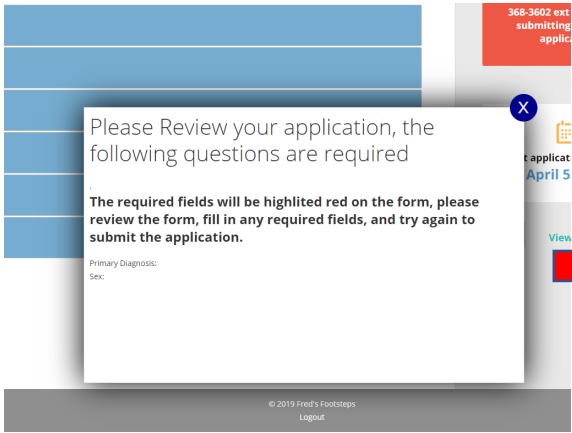 368-3602 ext
submitting
applica
X
Please Review your application, the
following questions are required
.
The required fields will be highlited red on the form, please
review the form, fill in any required fields, and try again to
submit the application.
Primary Diagnosis:
Sex:
t applicat
April 5
View
© 2019 Fred's Footsteps
Logout